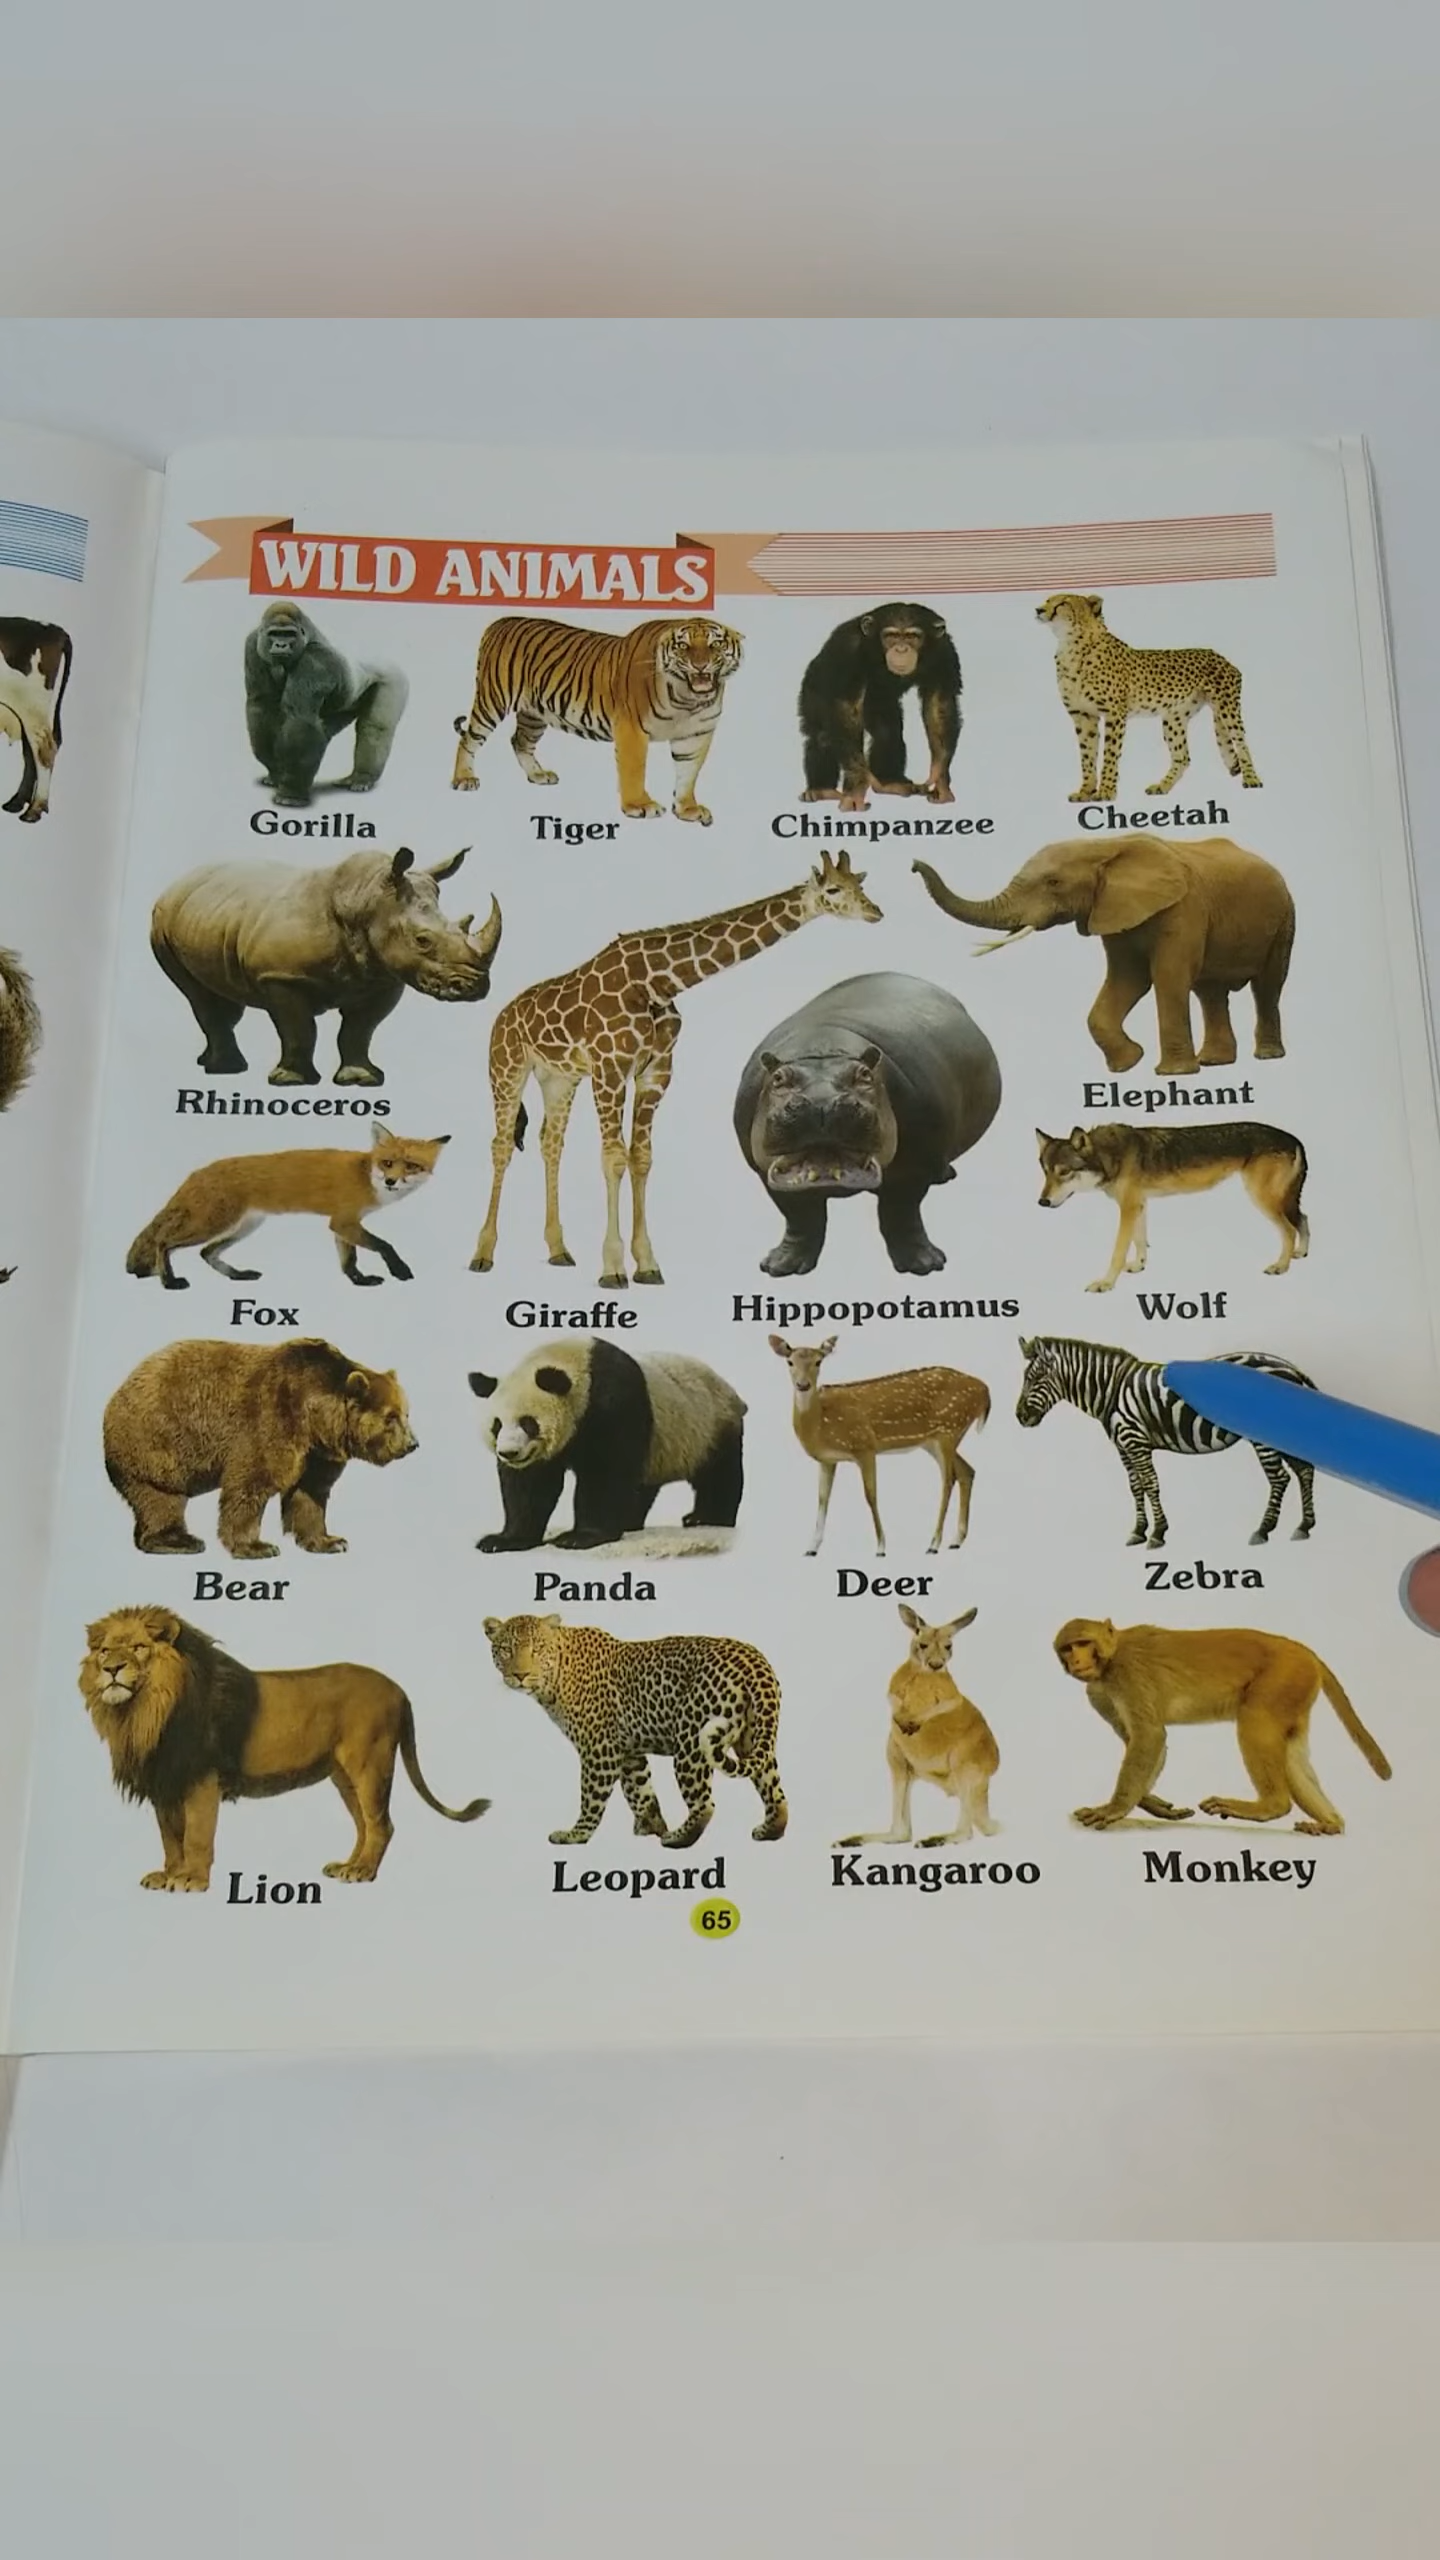 WILD ANIMALS
Gorilla
Tiger
Chimpanzee
Cheetah
Rhinoceros
Elephant
Fox
Giraffe
Hippopotamus
Wolf
Bear
Panda
Deer
Zebra
Lion
Leopard
Kangaroo
Monkey
65